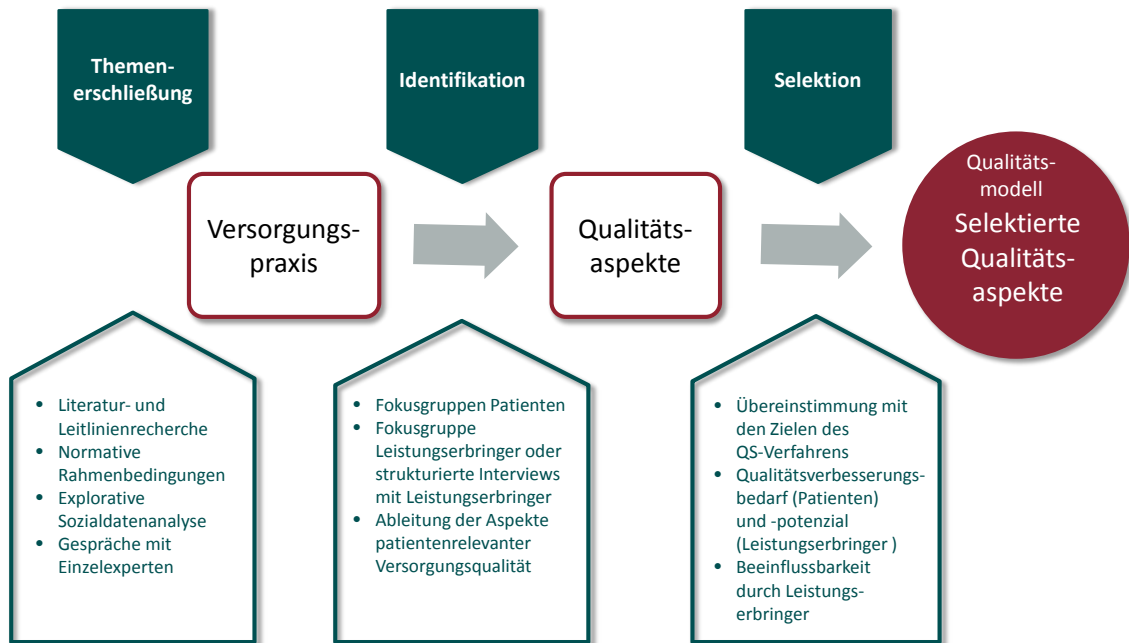 Themen-
erschließung
Identifikation
Selektion
Versorgungs-
praxis
Qualitäts-
aspekte
Qualitäts-
modell
Selektierte
Qualitäts-
aspekte
• Literatur- und
Leitlinienrecherche
• Normative
Rahmenbedingungen
• Explorative
Sozialdatenanalyse
• Gespräche mit
Einzelexperten
• Fokusgruppen Patienten
• Fokusgruppe
Leistungserbringer oder
strukturierte Interviews
mit Leistungserbringer
• Ableitung der Aspekte
patientenrelevanter
Versorgungsqualität
• Übereinstimmung mit
den Zielen des
QS-Verfahrens
• Qualitätsverbesserungs-
bedarf (Patienten)
und -potenzial
(Leistungserbringer )
• Beeinflussbarkeit
durch Leistungs-
erbringer